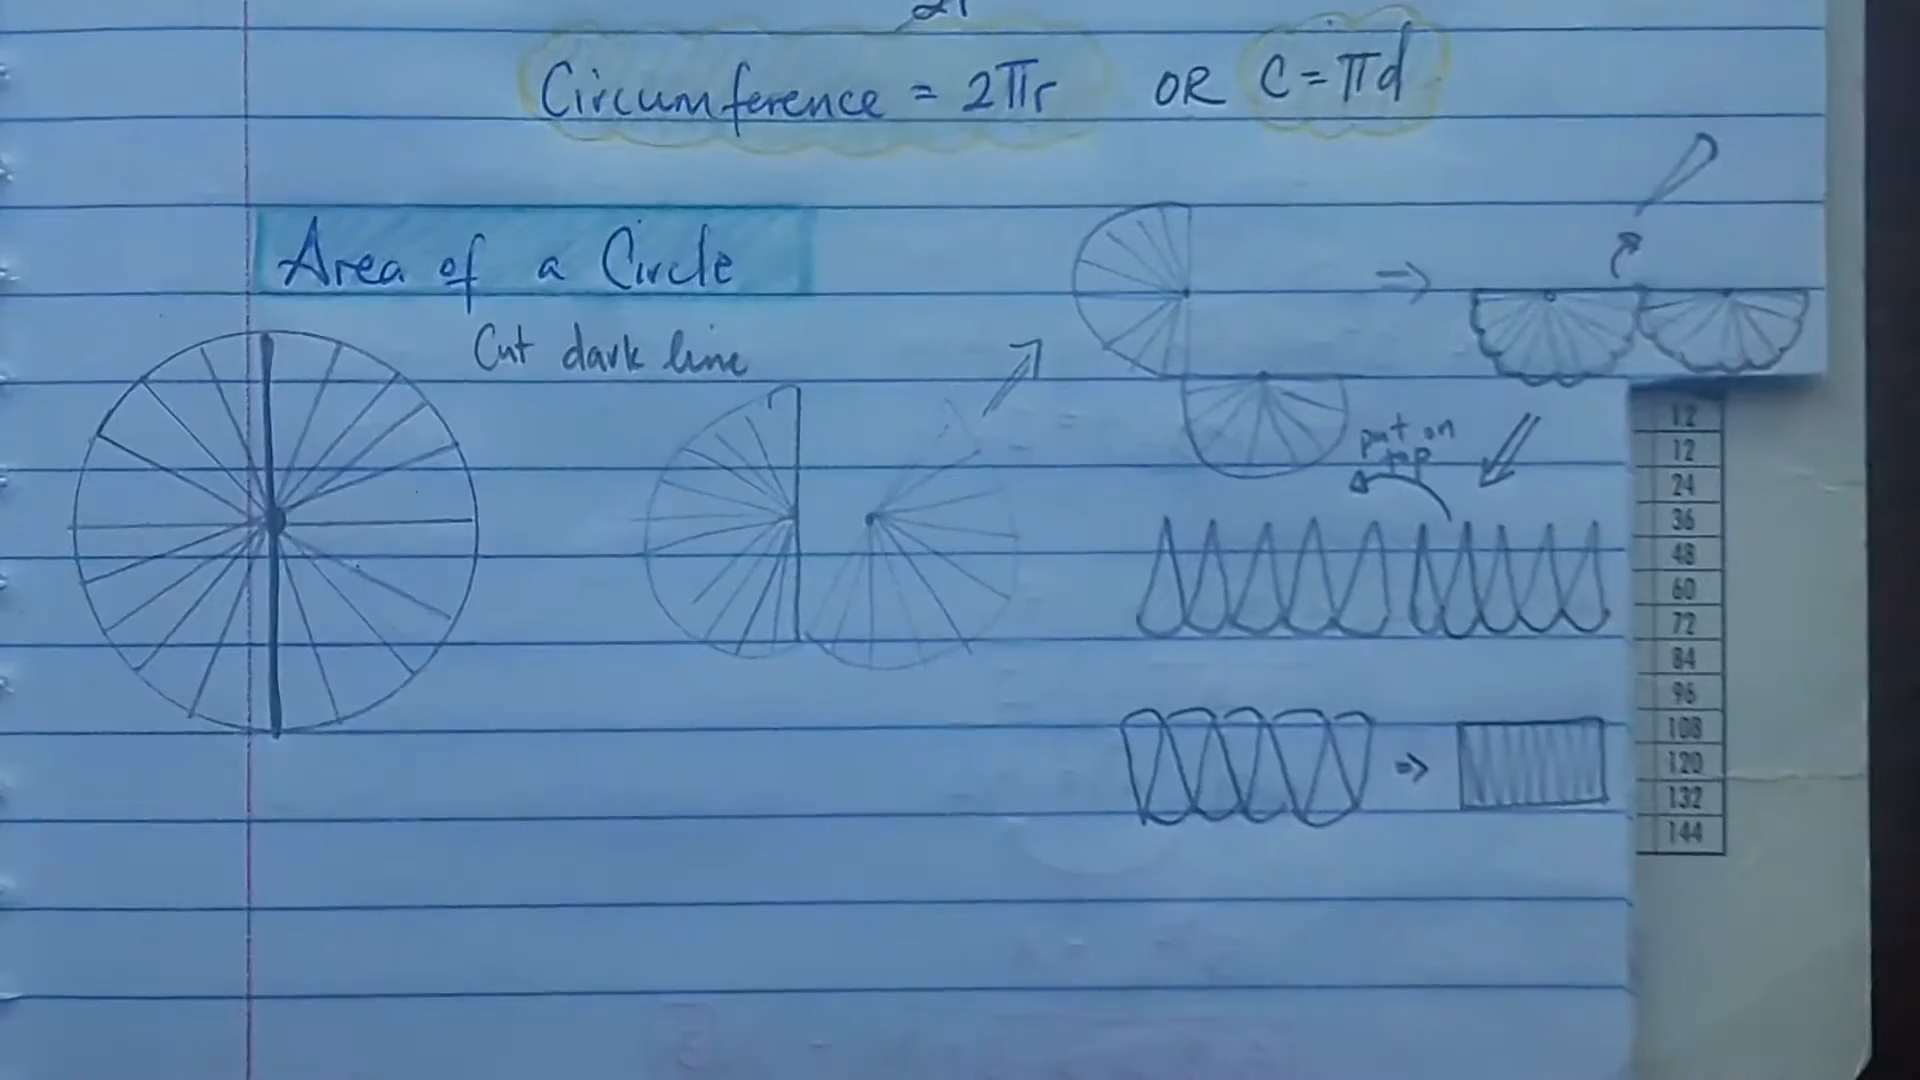 Circumference = 2πr OR C = πd
Area of a Circle
Cut dark line
put on
top
12
12
24
36
48
60
72
84
96
108
120
132
144